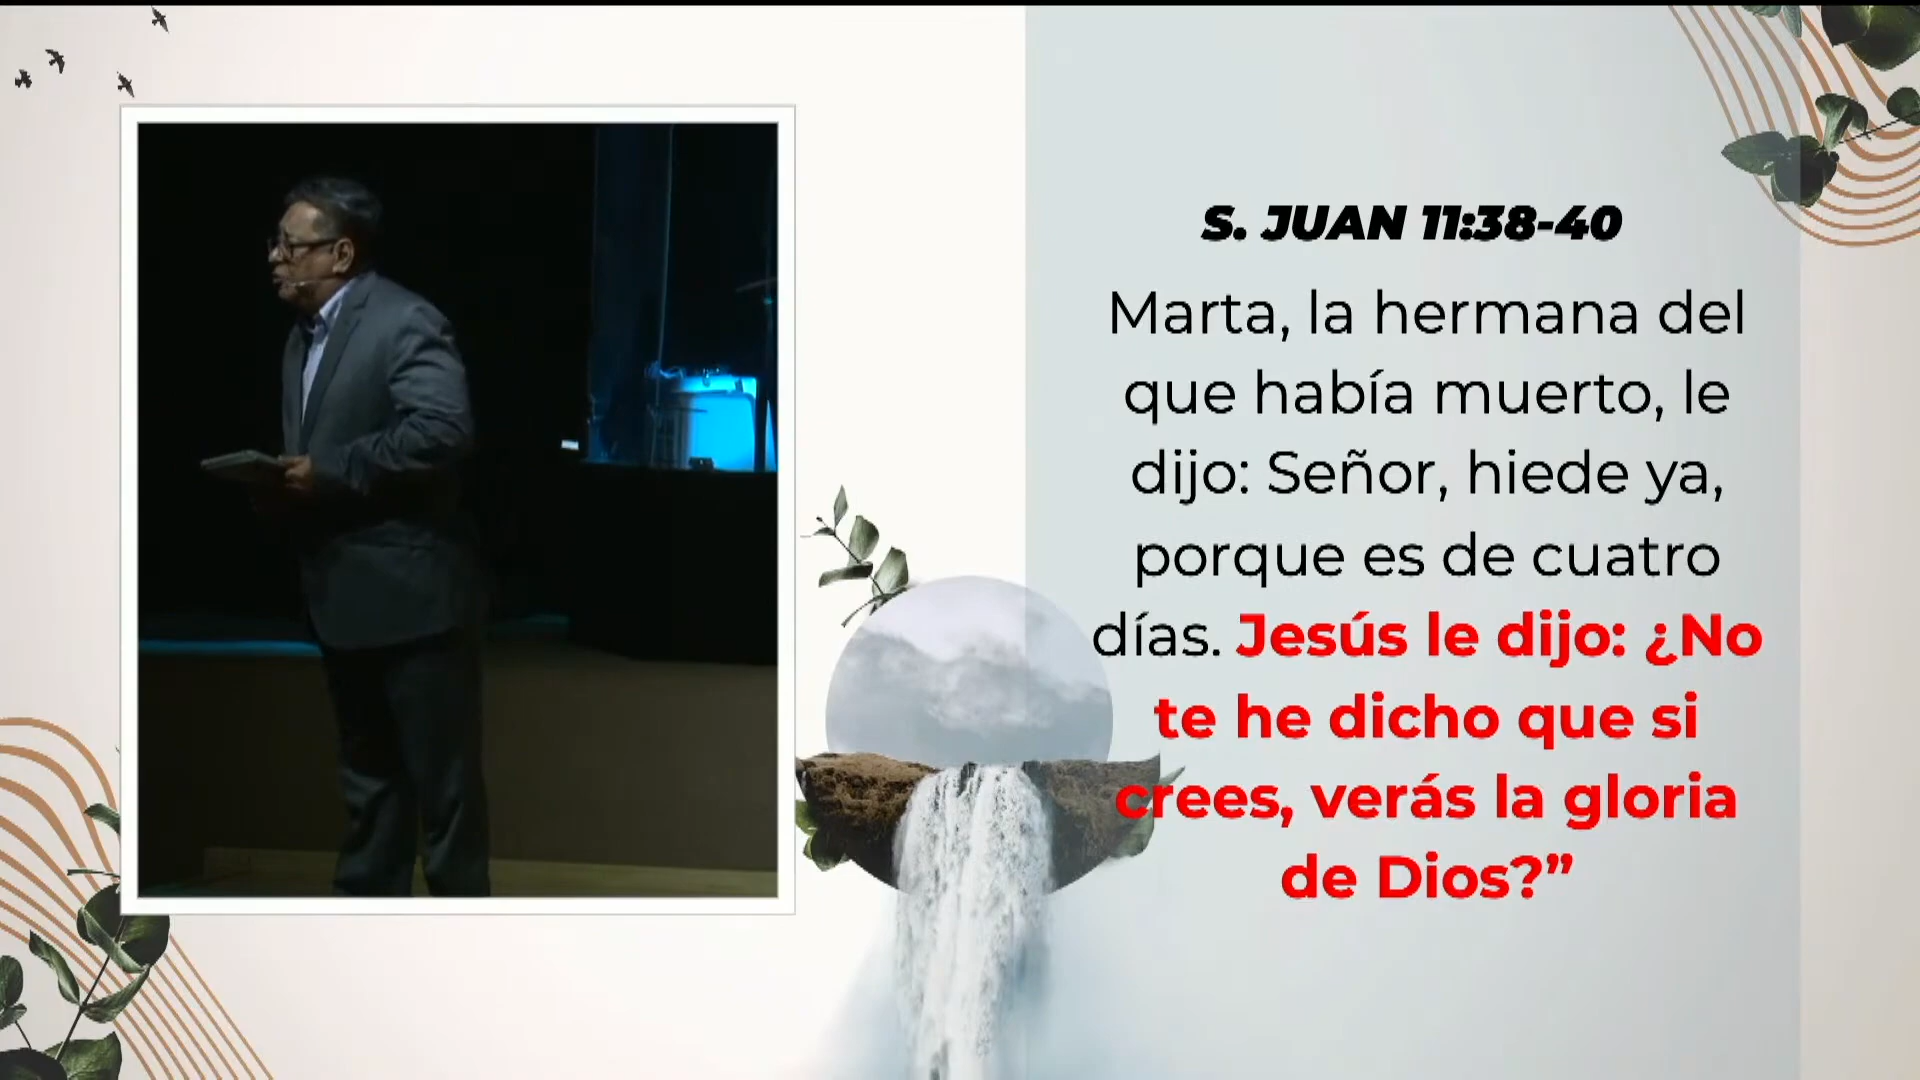 S. JUAN 11:38-40
Marta, la hermana del
que había muerto, le
dijo: Señor, hiede ya,
porque es de cuatro
días. Jesús le dijo: ¿No
te he dicho que si
crees, verás la gloria
de Dios?”